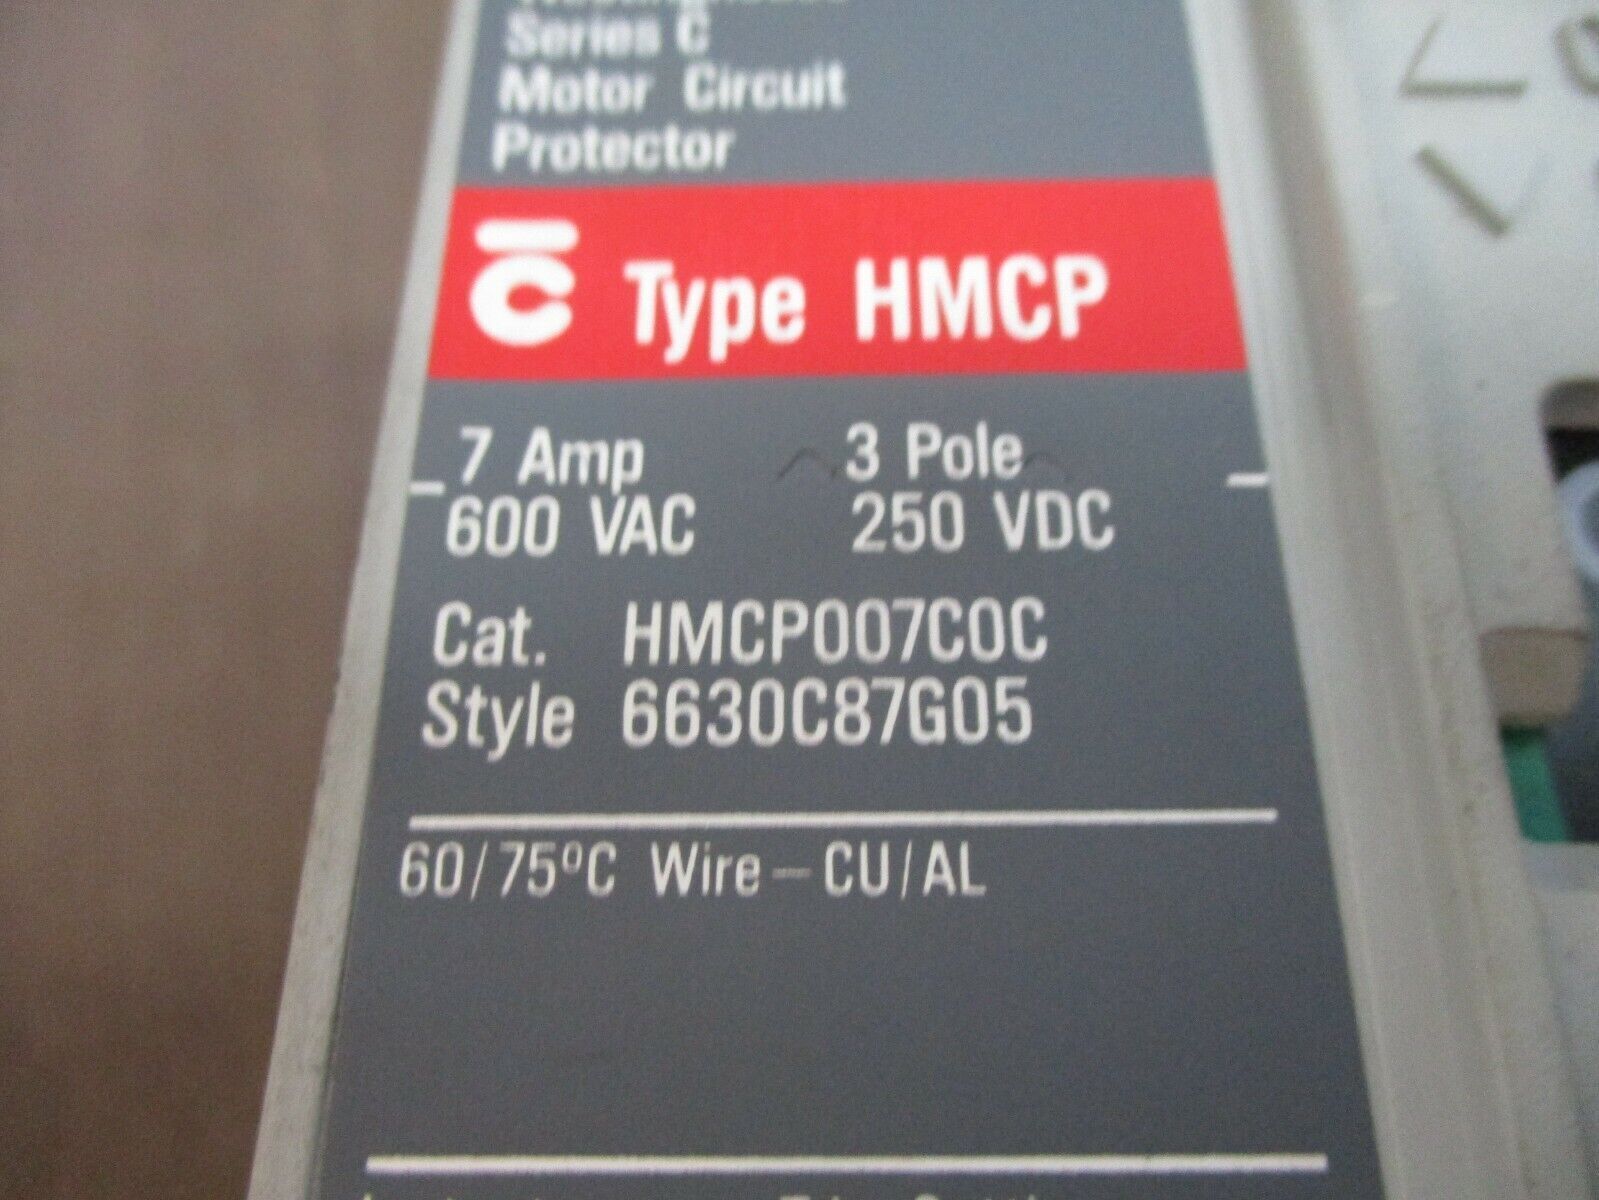 Series C
Motor Circuit
Protector
C Type HMCP
7 Amp 3 Pole
600 VAC 250 VDC
Cat. HMCP007C0C
Style 6630C87G05
60/75ºC Wire – CU/AL